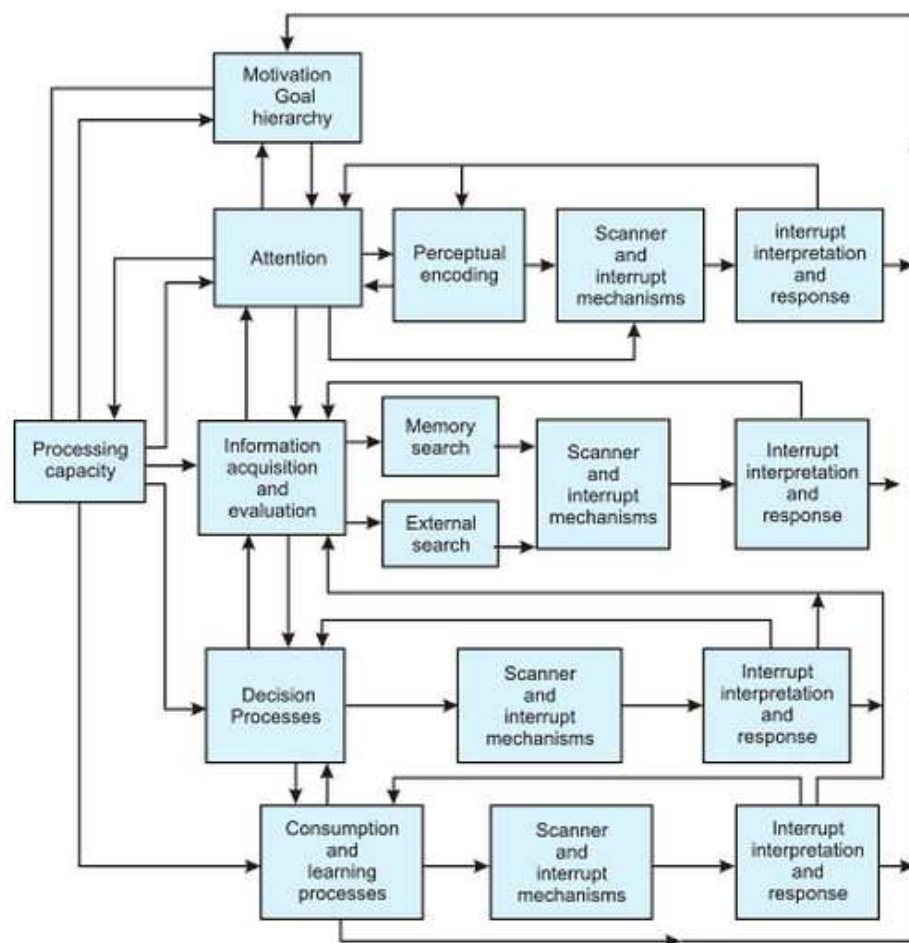 Motivation
Goal
hierarchy
Attention
Perceptual
encoding
Scanner
and
interrupt
mechanisms
interrupt
interpretation
and
response
Processing
capacity
Information
acquisition
and
evaluation
Memory
search
External
search
Scanner
and
interrupt
mechanisms
Interrupt
interpretation
and
response
Decision
Processes
Scanner
and
interrupt
mechanisms
Interrupt
interpretation
and
response
Consumption
and
learning
processes
Scanner
and
interrupt
mechanisms
Interrupt
interpretation
and
response